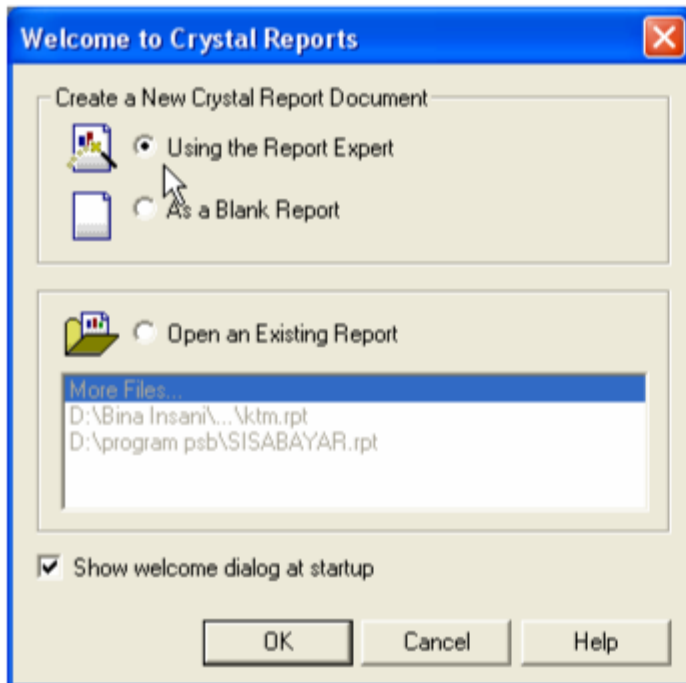 Welcome to Crystal Reports
Create a New Crystal Report Document
Using the Report Expert
As a Blank Report
Open an Existing Report
More Files...
D:\Bina Insani\...\ktm.rpt
D:\program psb\SISABAYAR.rpt
Show welcome dialog at startup
OK Cancel Help